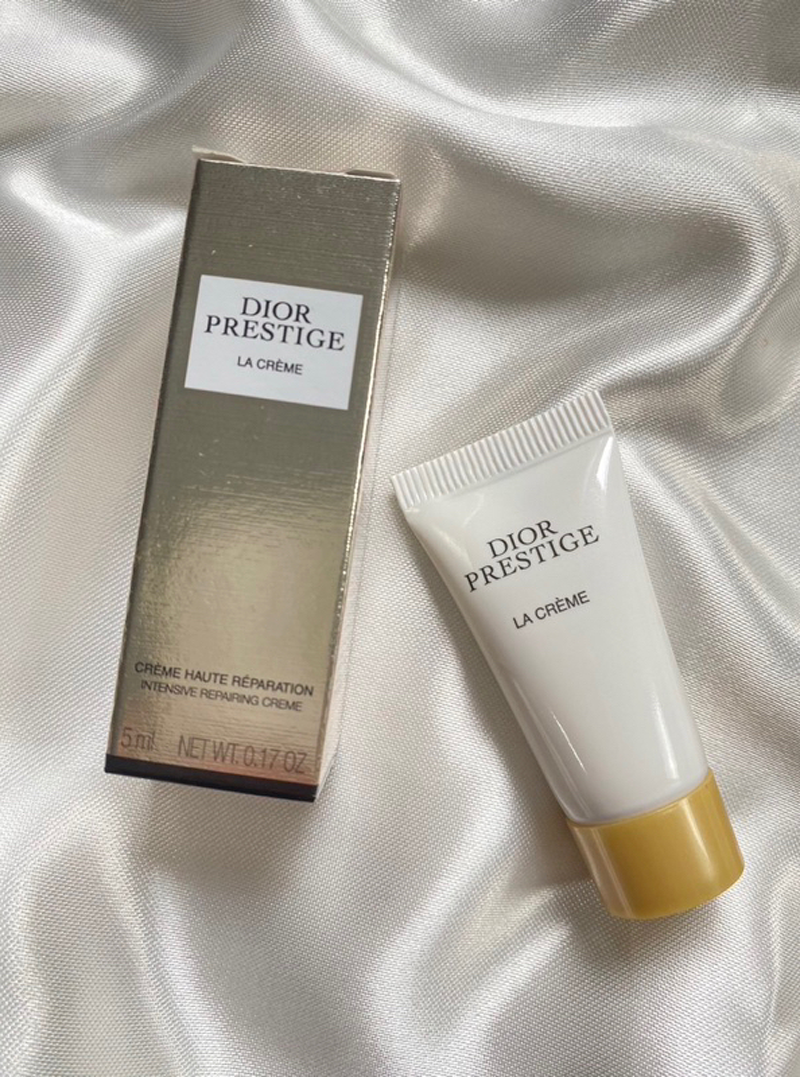 DIOR
PRESTIGE
LA CRÈME
CRÈME HAUTE RÉPARATION
INTENSIVE REPAIRING CREME
5 ml NET WT. 0.17 OZ
DIOR
PRESTIGE
LA CRÈME